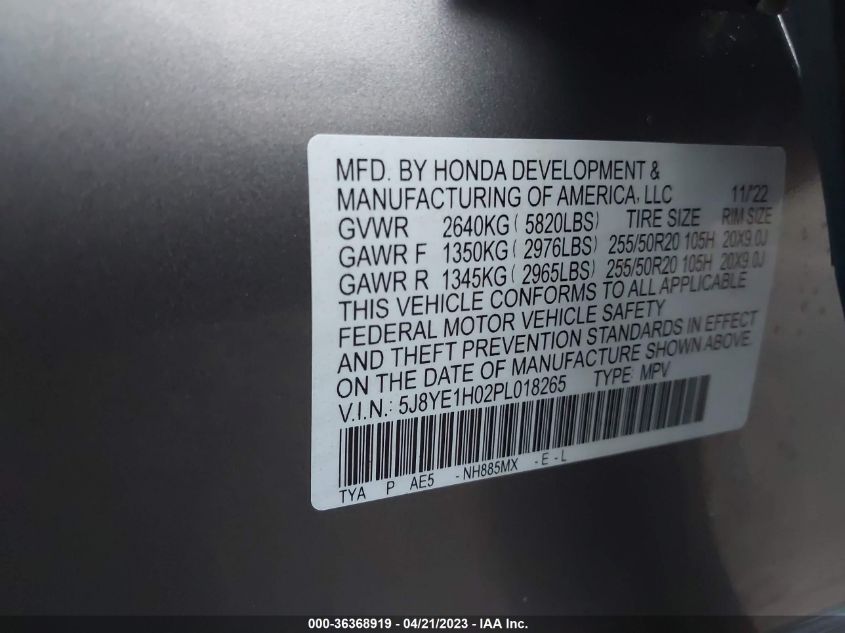 MFD. BY HONDA DEVELOPMENT &
MANUFACTURING OF AMERICA, LLC 11/'22
GVWR 2640KG ( 5820LBS) TIRE SIZE RIM SIZE
GAWR F 1350KG ( 2976LBS) 255/50R20 105H 20X9.0J
GAWR R 1345KG ( 2965LBS) 255/50R20 105H 20X9.0J
THIS VEHICLE CONFORMS TO ALL APPLICABLE
FEDERAL MOTOR VEHICLE SAFETY
AND THEFT PREVENTION STANDARDS IN EFFECT
ON THE DATE OF MANUFACTURE SHOWN ABOVE.
V.I.N.: 5J8YE1H02PL018265 TYPE: MPV
TYA P AE5 -NH885MX -E - L
000-36368919 - 04/21/2023 - IAA Inc.